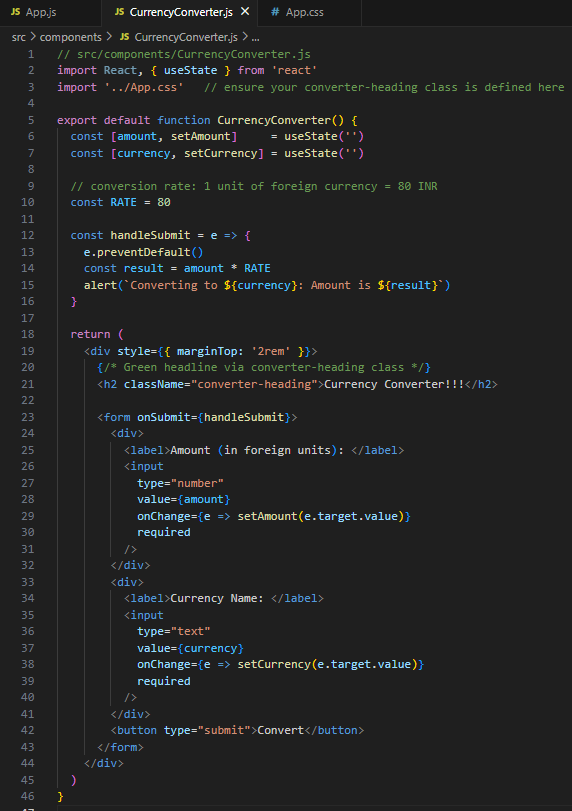 JS App.js JS CurrencyConverter.js × # App.css
src > components > JS CurrencyConverter.js > ...
1 // src/components/CurrencyConverter.js
2 import React, { useState } from 'react'
3 import '../App.css'   // ensure your converter-heading class is defined here
4
5 export default function CurrencyConverter() {
6   const [amount, setAmount]     = useState('')
7   const [currency, setCurrency] = useState('')
8
9   // conversion rate: 1 unit of foreign currency = 80 INR
10   const RATE = 80
11
12   const handleSubmit = e => {
13     e.preventDefault()
14     const result = amount * RATE
15     alert(`Converting to ${currency}: Amount is ${result}`)
16   }
17
18   return (
19     <div style={{ marginTop: '2rem' }}>
20       {/* Green headline via converter-heading class */}
21       <h2 className="converter-heading">Currency Converter!!!</h2>
22
23       <form onSubmit={handleSubmit}>
24         <div>
25           <label>Amount (in foreign units): </label>
26           <input
27             type="number"
28             value={amount}
29             onChange={e => setAmount(e.target.value)}
30             required
31           />
32         </div>
33         <div>
34           <label>Currency Name: </label>
35           <input
36             type="text"
37             value={currency}
38             onChange={e => setCurrency(e.target.value)}
39             required
40           />
41         </div>
42         <button type="submit">Convert</button>
43       </form>
44     </div>
45   )
46 }